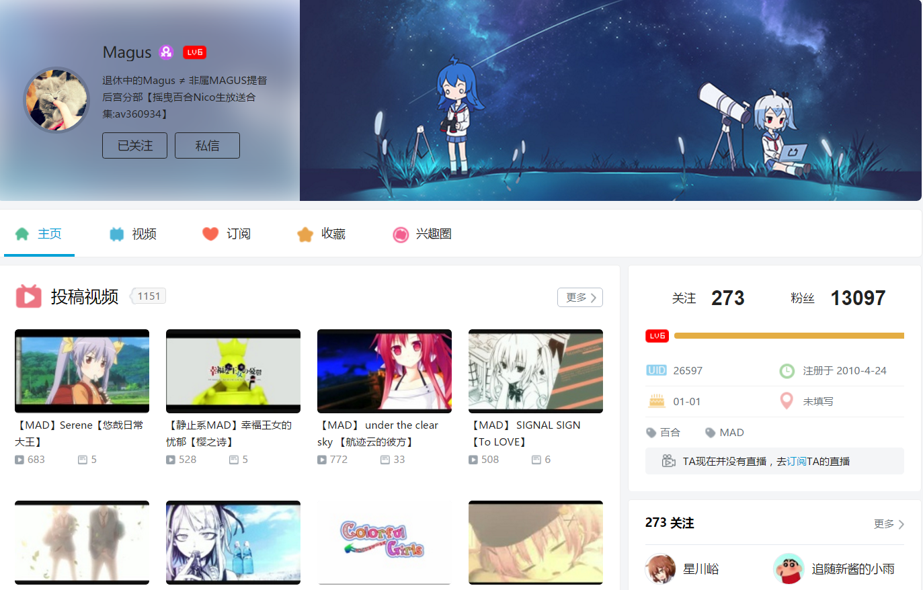 Magus LV6
退休中的Magus ≠ 非属MAGUS提督
后宫分部【摇曳百合Nico生放送合
集:av360934】
已关注 私信
主页 视频 订阅 收藏 兴趣圈
投稿视频 1151 更多
【MAD】Serene【悠哉日常
大王】
683 5
【静止系MAD】幸福王女的
忧郁【樱之诗】
528 5
【MAD】 under the clear
sky 【航迹云的彼方】
772 33
【MAD】 SIGNAL SIGN
【To LOVE】
508 6
Colorful
Girls
关注 273 粉丝 13097
LV6
UID 26597 注册于 2010-4-24
01-01 未填写
百合 MAD
TA现在并没有直播，去订阅TA的直播
273 关注 更多
星川峪 追随新酱的小雨